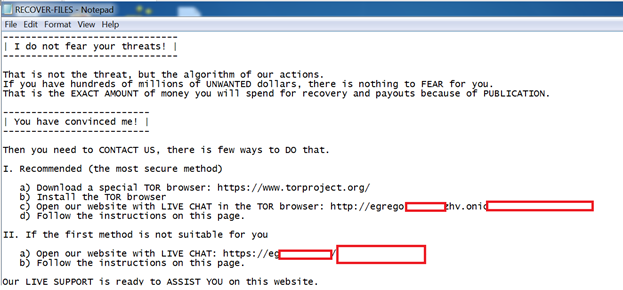 RECOVER-FILES - Notepad
File Edit Format View Help
-------------------------------
| I do not fear your threats! |
-------------------------------
That is not the threat, but the algorithm of our actions.
If you have hundreds of millions of UNWANTED dollars, there is nothing to FEAR for you.
That is the EXACT AMOUNT of money you will spend for recovery and payouts because of PUBLICATION.
--------------------------
| You have convinced me! |
--------------------------
Then you need to CONTACT US, there is few ways to DO that.
I. Recommended (the most secure method)
a) Download a special TOR browser: https://www.torproject.org/
b) Install the TOR browser
c) Open our website with LIVE CHAT in the TOR browser: http://egrego zhv.onio
d) Follow the instructions on this page.
II. If the first method is not suitable for you
a) Open our website with LIVE CHAT: https://eg /
b) Follow the instructions on this page.
Our LIVE SUPPORT is ready to ASSIST YOU on this website.